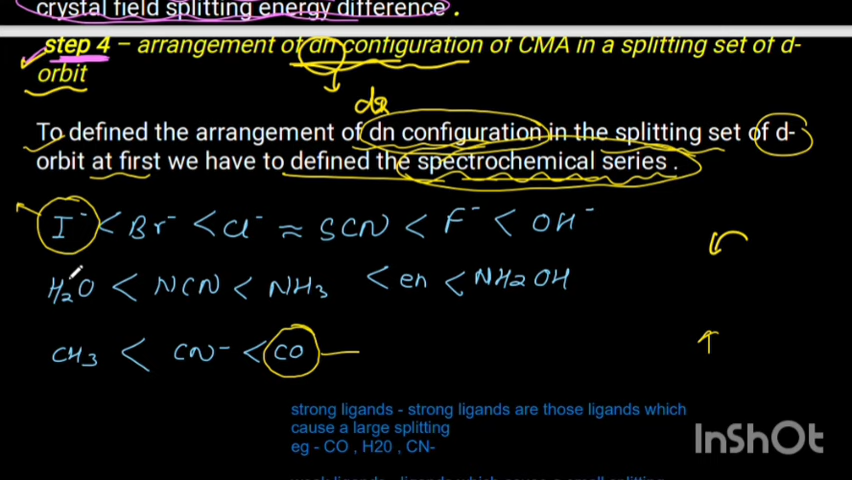 crystal field splitting energy difference .
step 4 – arrangement of dn configuration of CMA in a splitting set of d-
orbit
dx
To defined the arrangement of dn configuration in the splitting set of d-
orbit at first we have to defined the spectrochemical series .
I⁻ < Br⁻ < Cl⁻ ≈ SCN < F⁻ < OH⁻
H₂O < NCN < NH₃ < en < NH2OH
CH₃ < CN⁻ < CO
strong ligands - strong ligands are those ligands which
cause a large splitting
eg - CO , H20 , CN-
InShOt